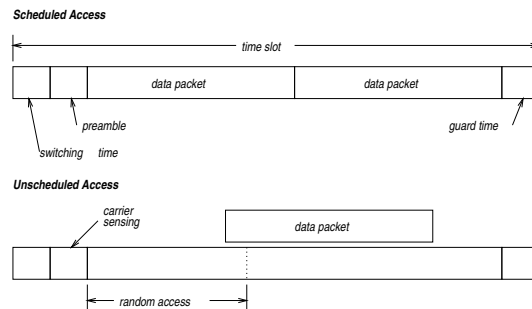 Scheduled Access
time slot
data packet data packet
preamble guard time
switching time
Unscheduled Access
carrier
sensing
data packet
random access